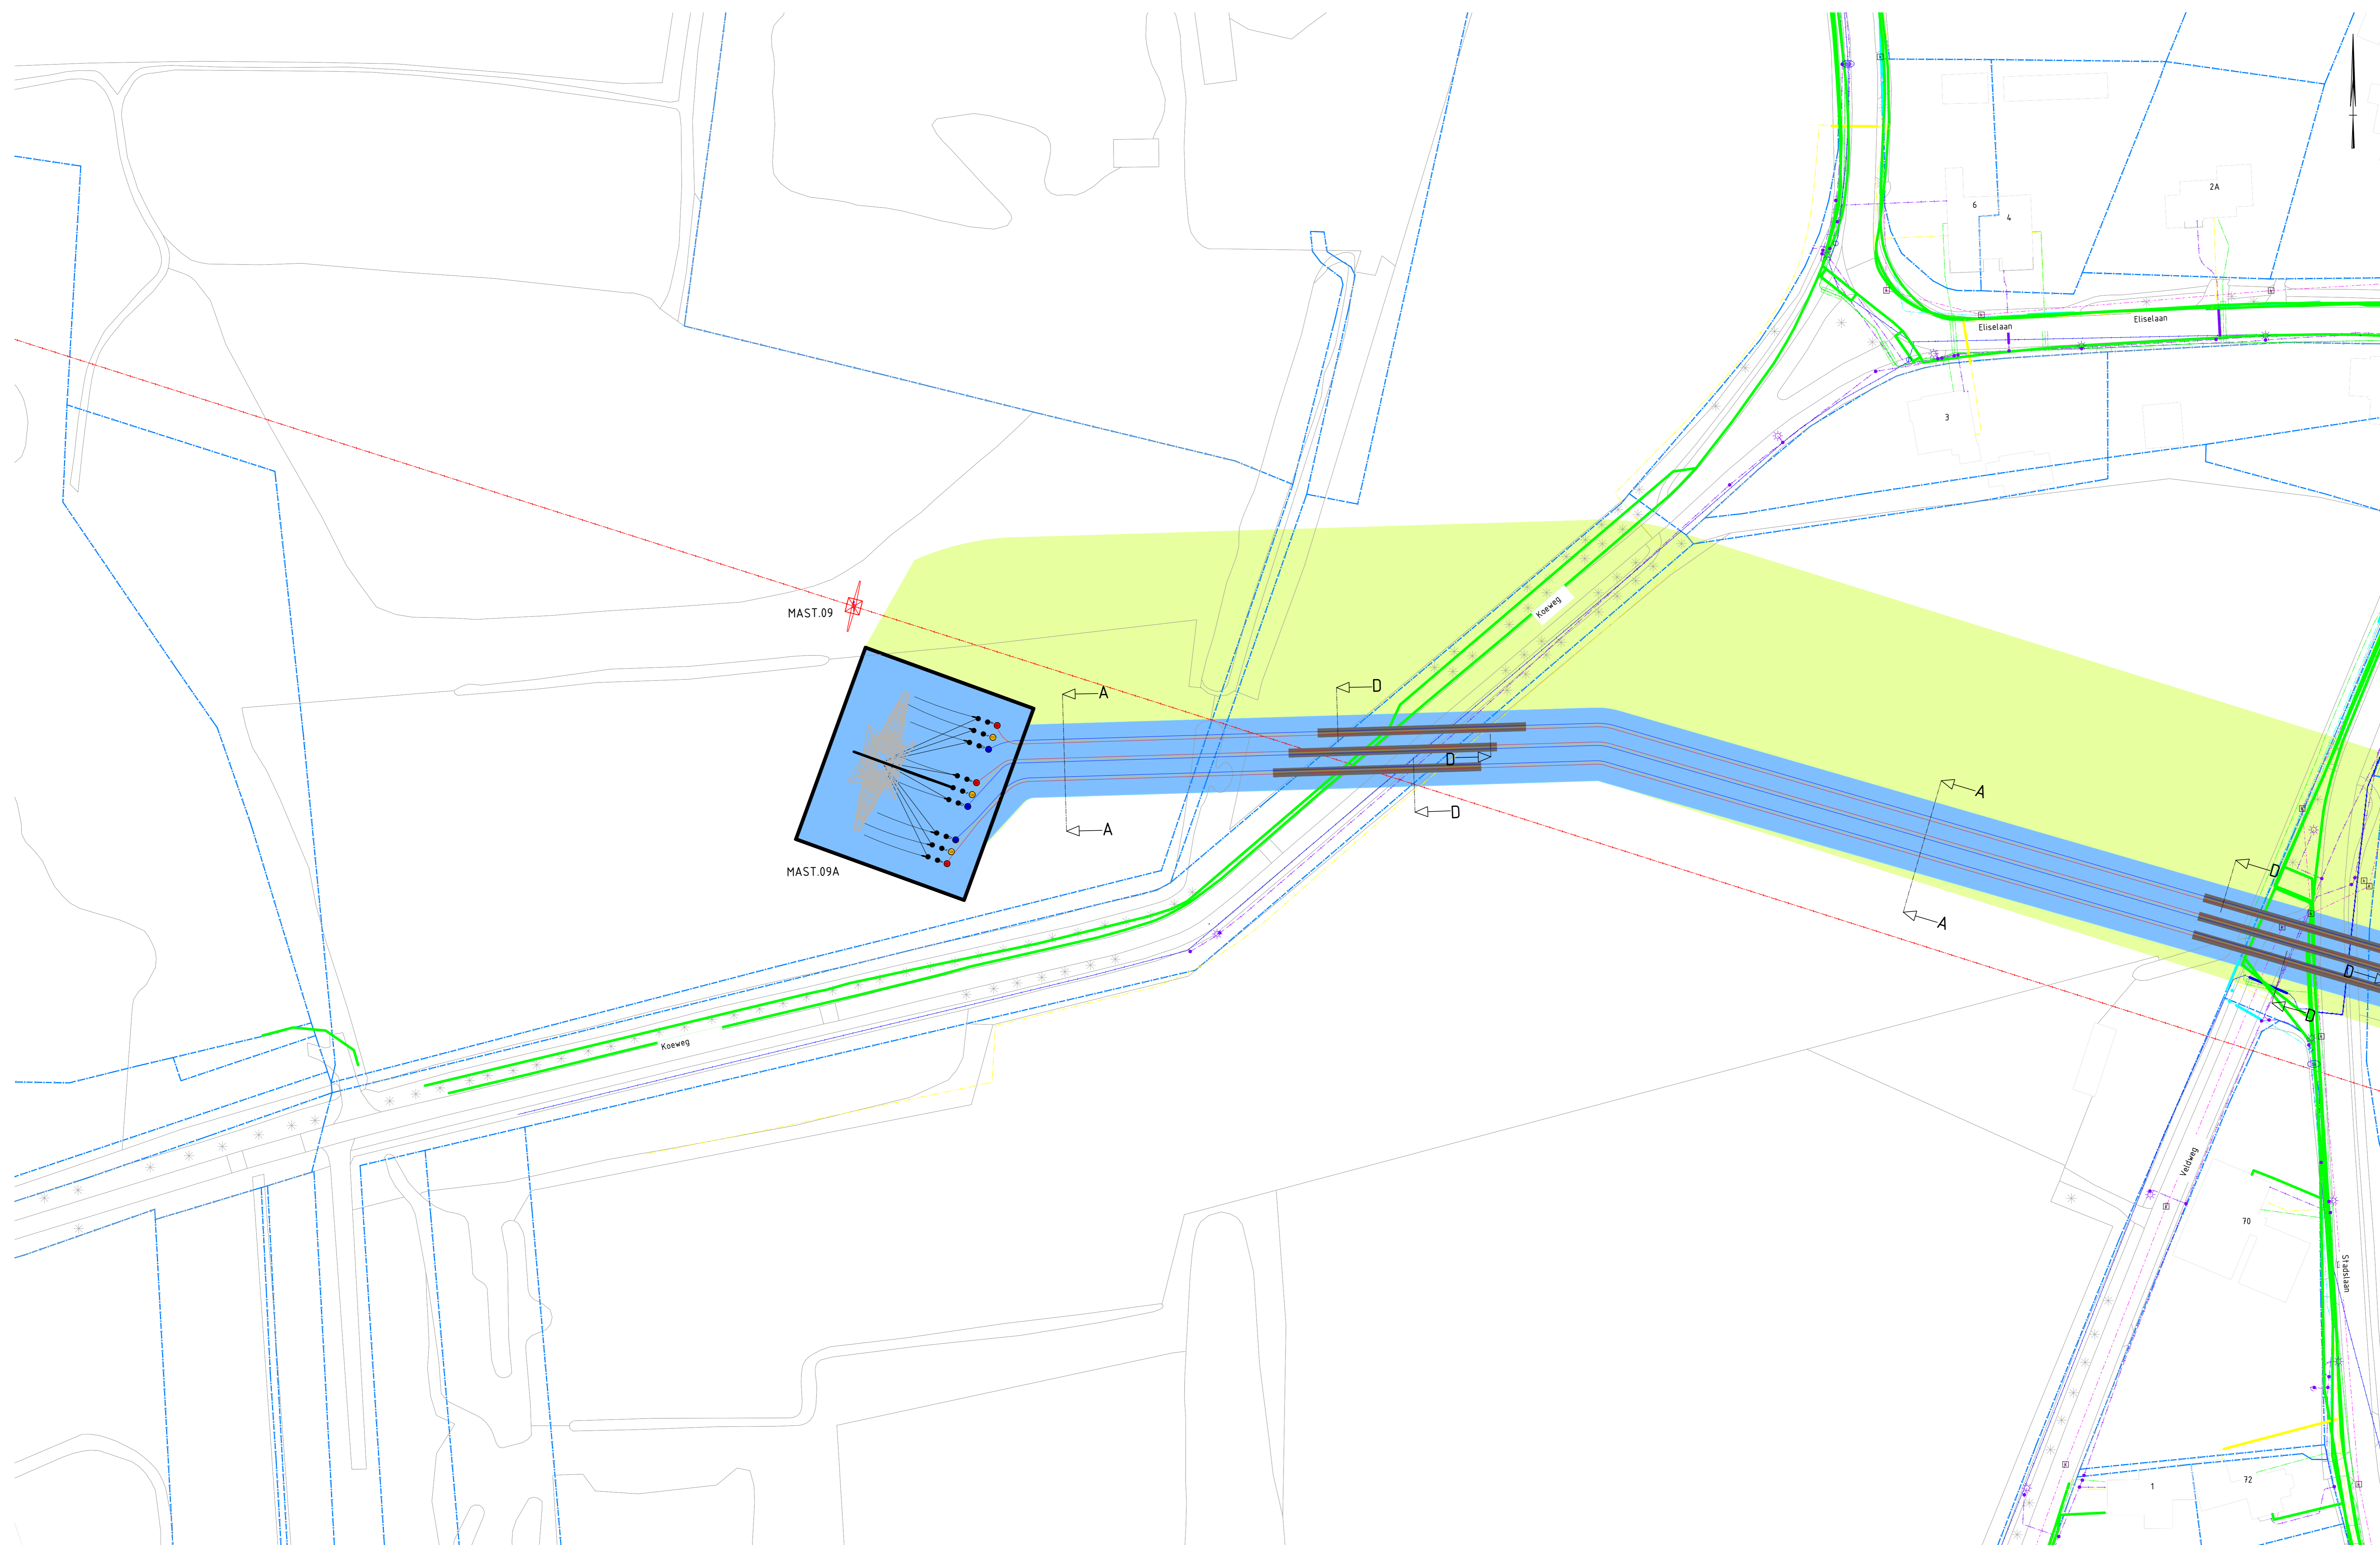 2A
6
4
Eliselaan
Eliselaan
3
Koeweg
MAST.09
A
D
D
A
D
A
MAST.09A
A
D
D
D
Koeweg
Veldweg
70
Stadslaan
72
1